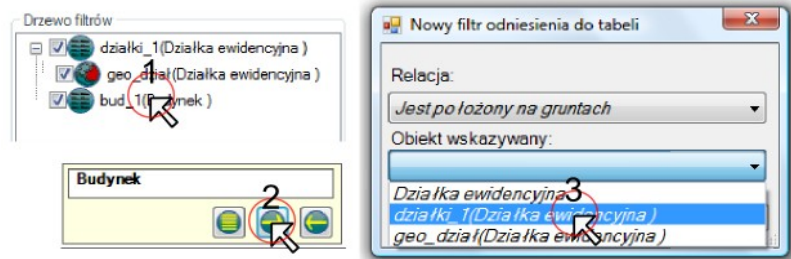 Drzewo filtrów
działki_1(Działka ewidencyjna )
geo_dział(Działka ewidencyjna )
1
bud_1(Budynek )
Budynek
2
Nowy filtr odniesienia do tabeli
Relacja:
Jest położony na gruntach
Obiekt wskazywany:
Działka ewidencyjna
3
działki_1(Działka ewidencyjna )
geo_dział(Działka ewidencyjna )